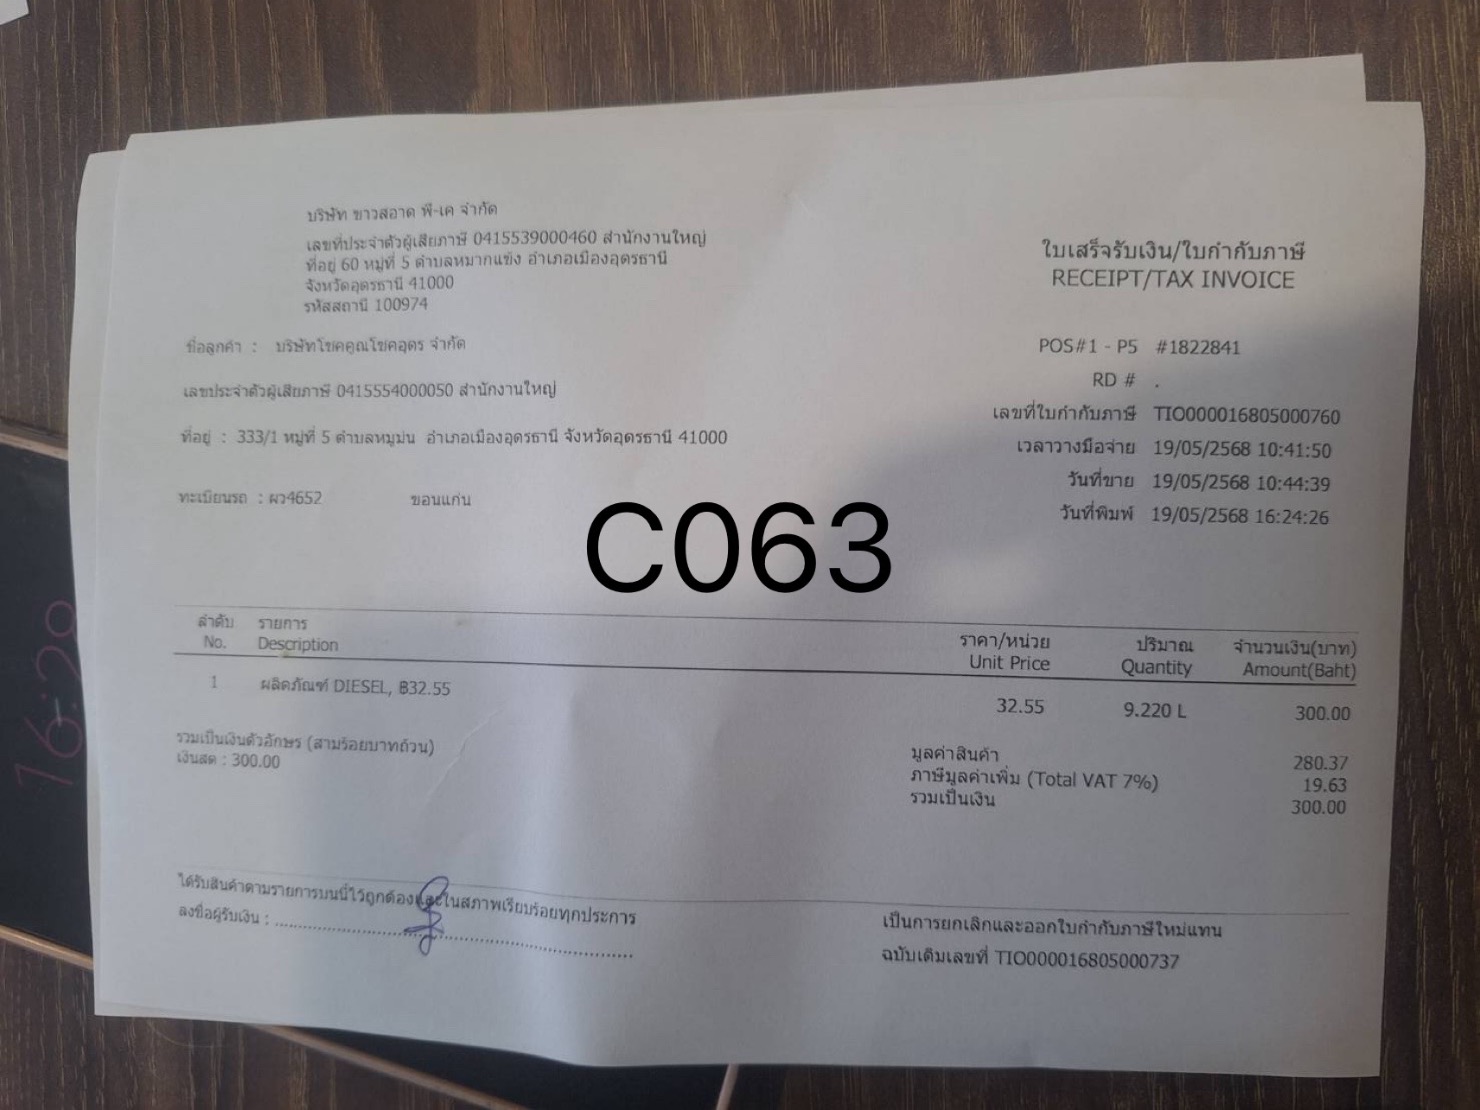 บริษัท ขาวสอาด พี-เค จำกัด
เลขที่ประจำตัวผู้เสียภาษี 0415539000460 สำนักงานใหญ่
ที่อยู่ 60 หมู่ที่ 5 ตำบลหมากแข้ง อำเภอเมืองอุดรธานี
จังหวัดอุดรธานี 41000
รหัสสถานี 100974
ใบเสร็จรับเงิน/ใบกำกับภาษี
RECEIPT/TAX INVOICE
ชื่อลูกค้า : บริษัทโชคคูณโชคอุดร จำกัด
เลขประจำตัวผู้เสียภาษี 0415554000050 สำนักงานใหญ่
ที่อยู่ : 333/1 หมู่ที่ 5 ตำบลหมูม่น อำเภอเมืองอุดรธานี จังหวัดอุดรธานี 41000
ทะเบียนรถ : ผว4652 ขอนแก่น
POS#1 - P5 #1822841
RD # .
เลขที่ใบกำกับภาษี TIO000016805000760
เวลาวางมือจ่าย 19/05/2568 10:41:50
วันที่ขาย 19/05/2568 10:44:39
วันที่พิมพ์ 19/05/2568 16:24:26
C063
ลำดับ รายการ ราคา/หน่วย ปริมาณ จำนวนเงิน(บาท)
No. Description Unit Price Quantity Amount(Baht)
1 ผลิตภัณฑ์ DIESEL, ฿32.55 32.55 9.220 L 300.00
รวมเป็นเงินตัวอักษร (สามร้อยบาทถ้วน)
เงินสด : 300.00
มูลค่าสินค้า 280.37
ภาษีมูลค่าเพิ่ม (Total VAT 7%) 19.63
รวมเป็นเงิน 300.00
ได้รับสินค้าตามรายการบนนี้ไว้ถูกต้องและในสภาพเรียบร้อยทุกประการ
ลงชื่อผู้รับเงิน : ........................................
เป็นการยกเลิกและออกใบกำกับภาษีใหม่แทน
ฉบับเดิมเลขที่ TIO000016805000737